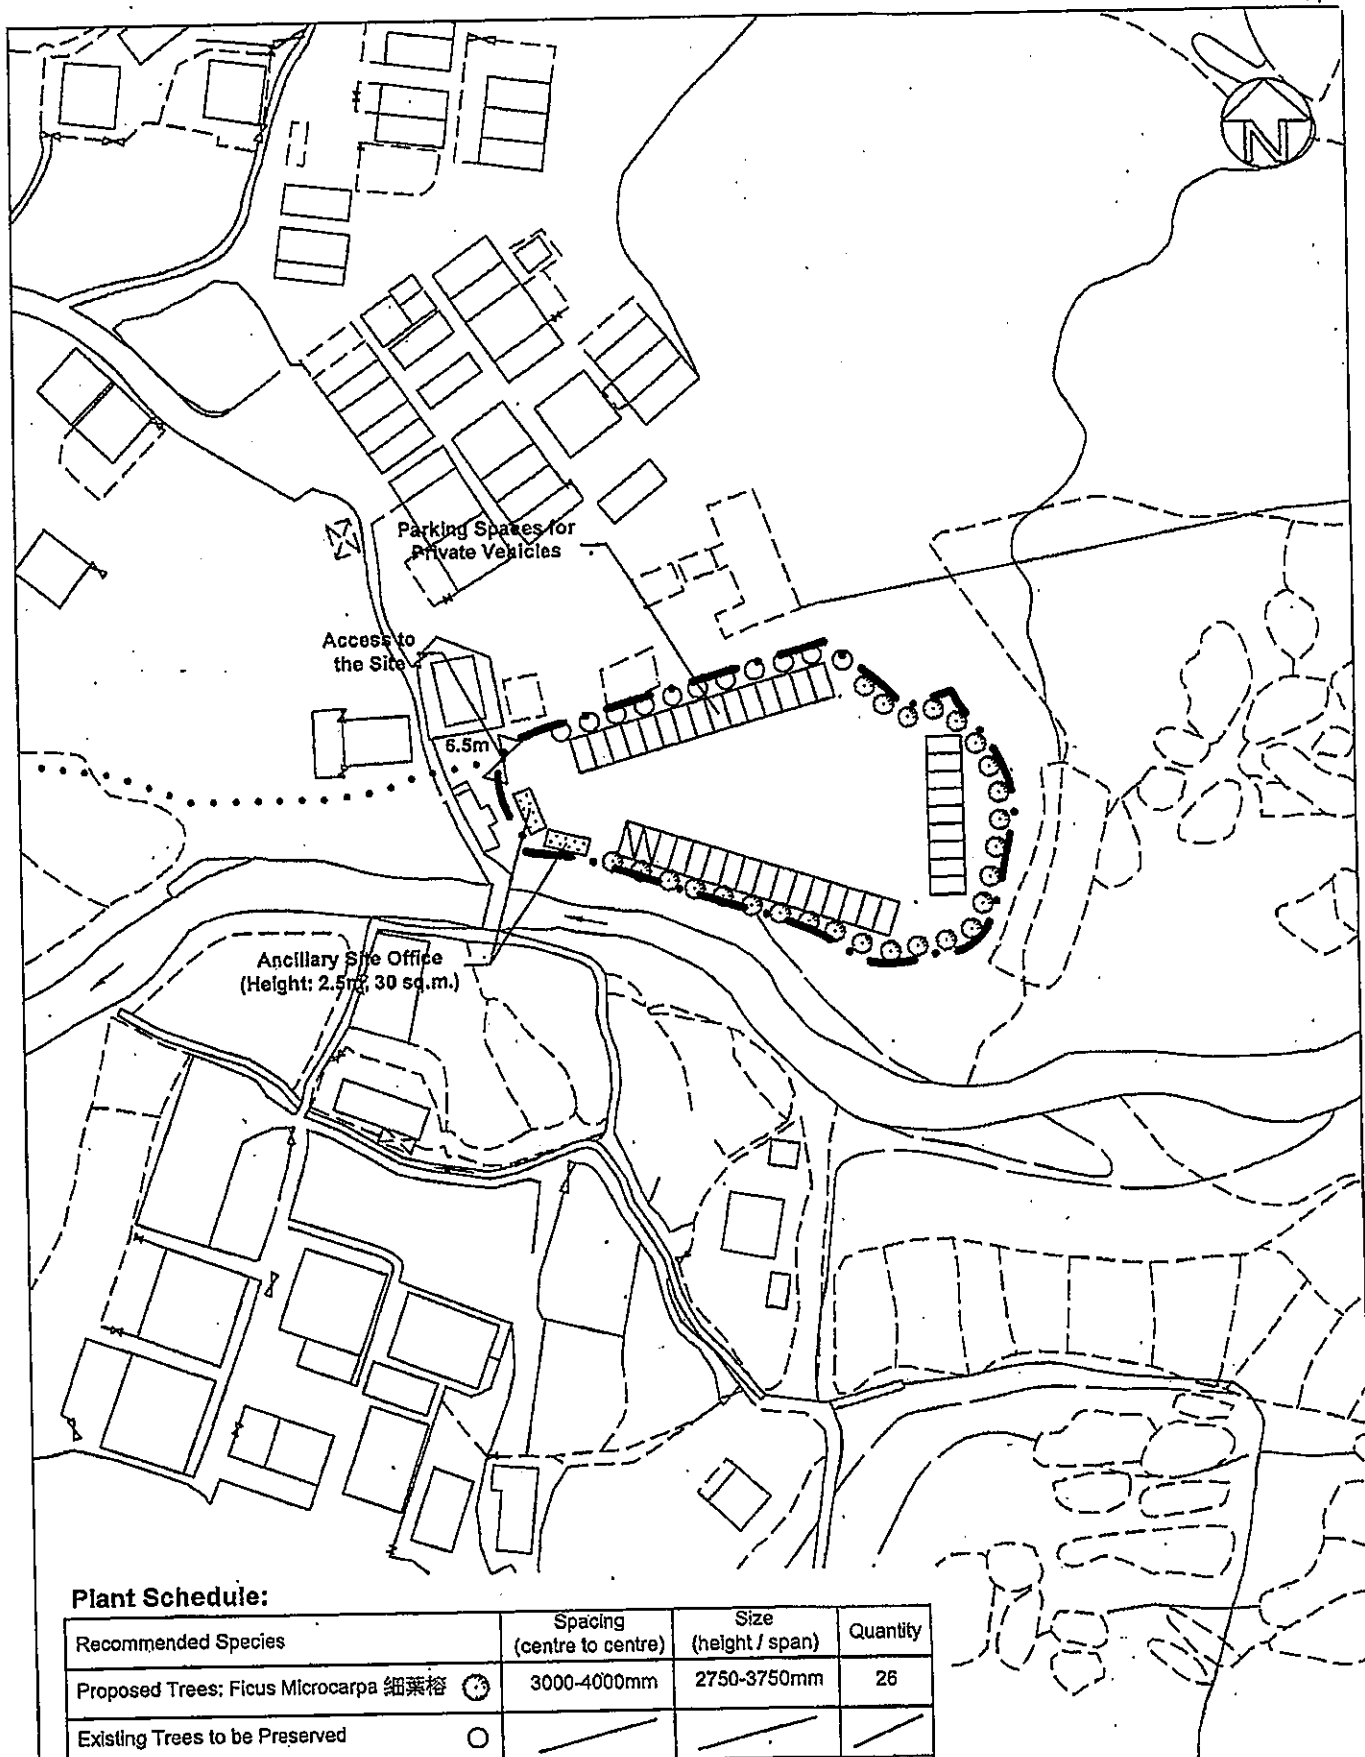 N
Parking Spaces for
Private Vehicles
Access to
the Site
6.5m
Ancillary Site Office
(Height: 2.5m, 30 sq.m.)
Plant Schedule:
Recommended Species
Spacing
(centre to centre)
Size
(height / span)
Quantity
Proposed Trees: Ficus Microcarpa 細葉榕
3000-4000mm
2750-3750mm
26
Existing Trees to be Preserved